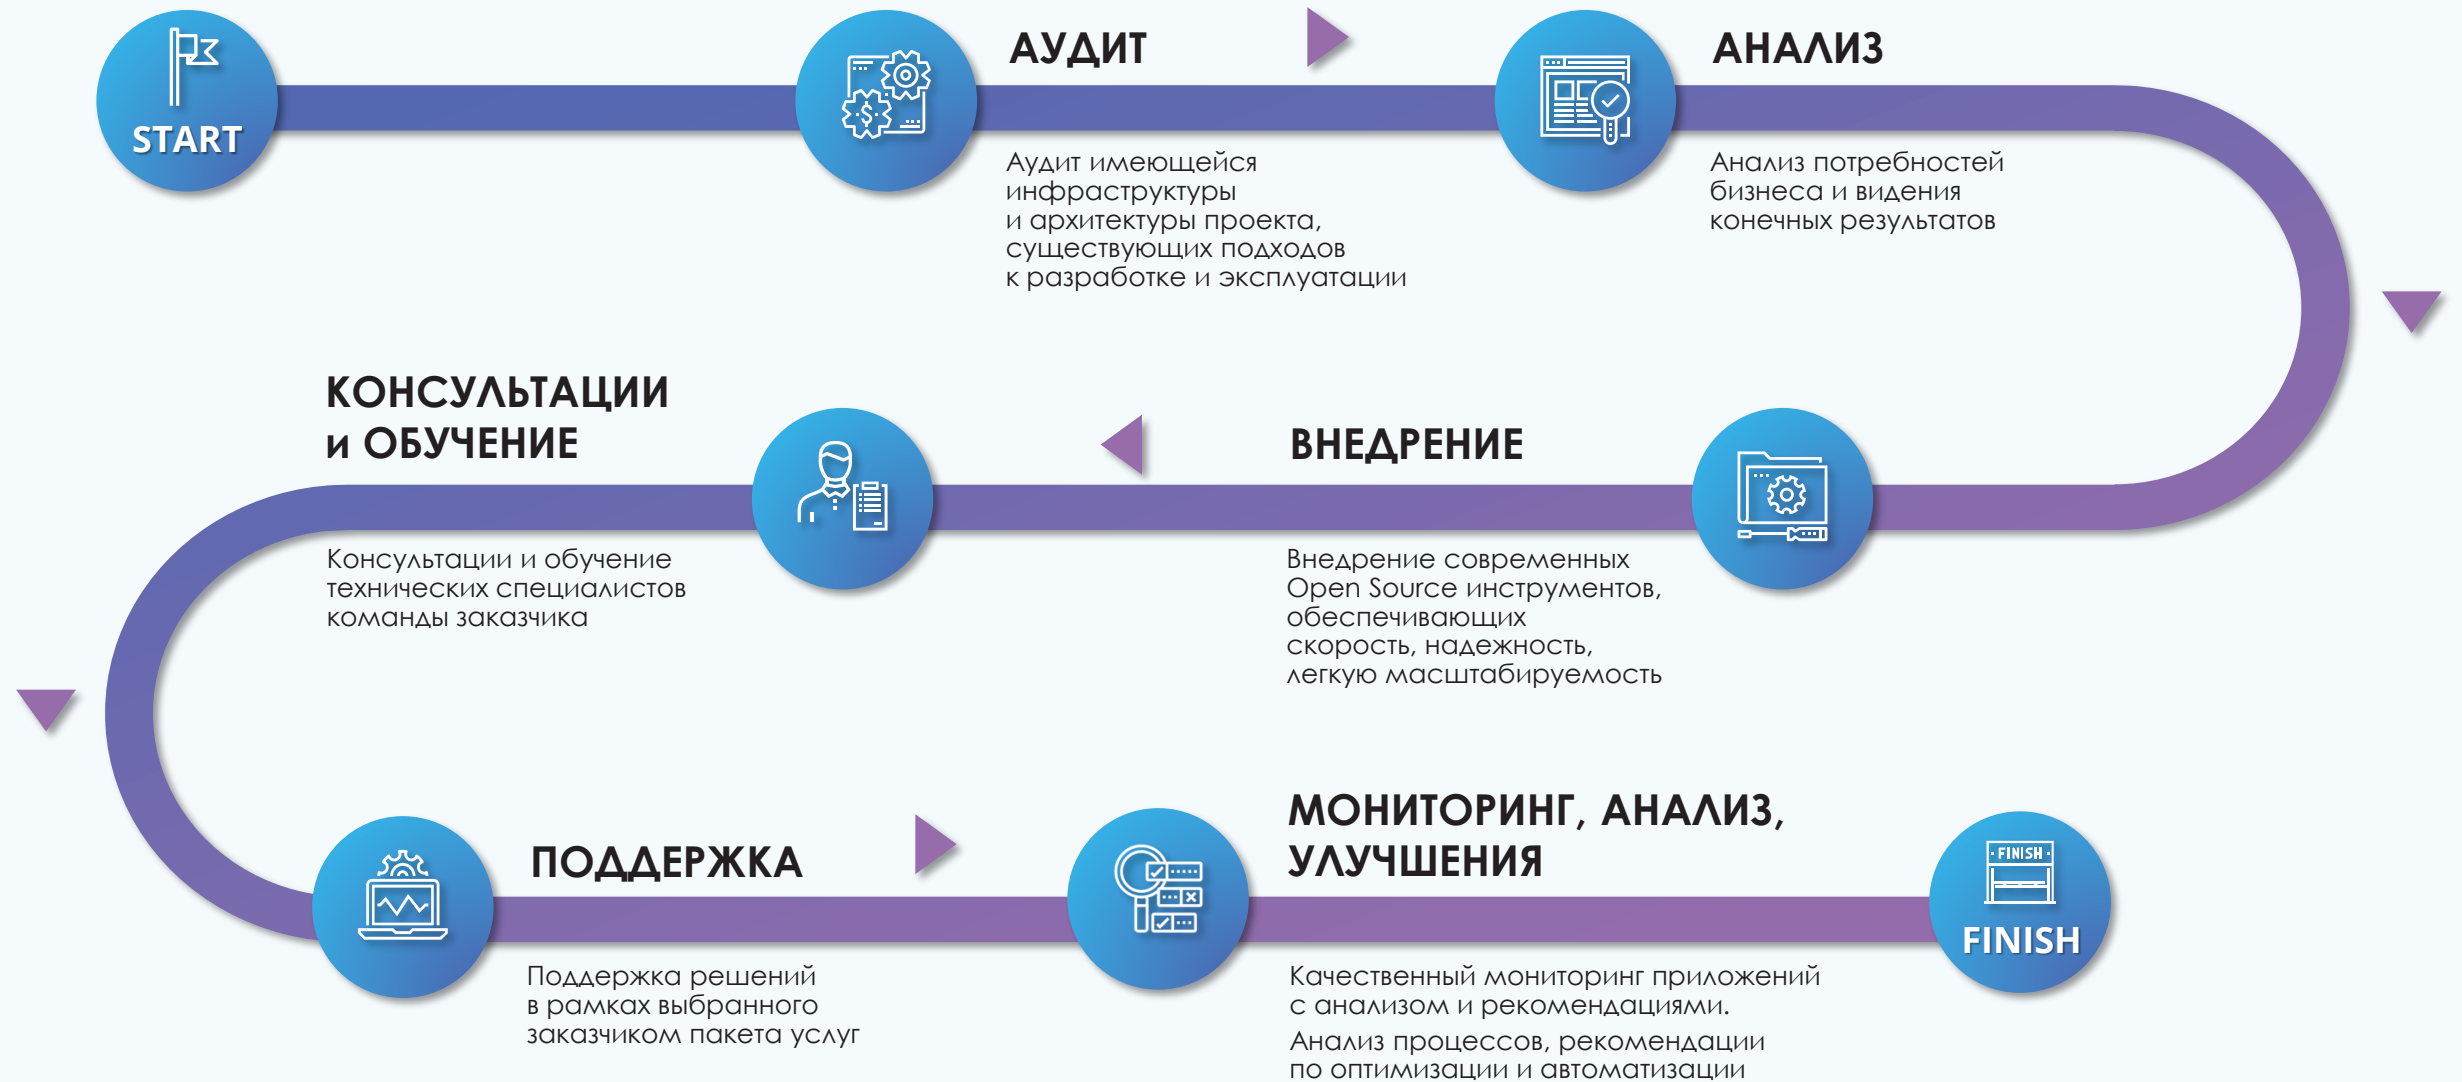 START
АУДИТ
Аудит имеющейся
инфраструктуры
и архитектуры проекта,
существующих подходов
к разработке и эксплуатации
АНАЛИЗ
Анализ потребностей
бизнеса и видения
конечных результатов
ВНЕДРЕНИЕ
Внедрение современных
Open Source инструментов,
обеспечивающих
скорость, надежность,
легкую масштабируемость
КОНСУЛЬТАЦИИ
и ОБУЧЕНИЕ
Консультации и обучение
технических специалистов
команды заказчика
ПОДДЕРЖКА
Поддержка решений
в рамках выбранного
заказчиком пакета услуг
МОНИТОРИНГ, АНАЛИЗ,
УЛУЧШЕНИЯ
Качественный мониторинг приложений
с анализом и рекомендациями.
Анализ процессов, рекомендации
по оптимизации и автоматизации
FINISH
FINISH